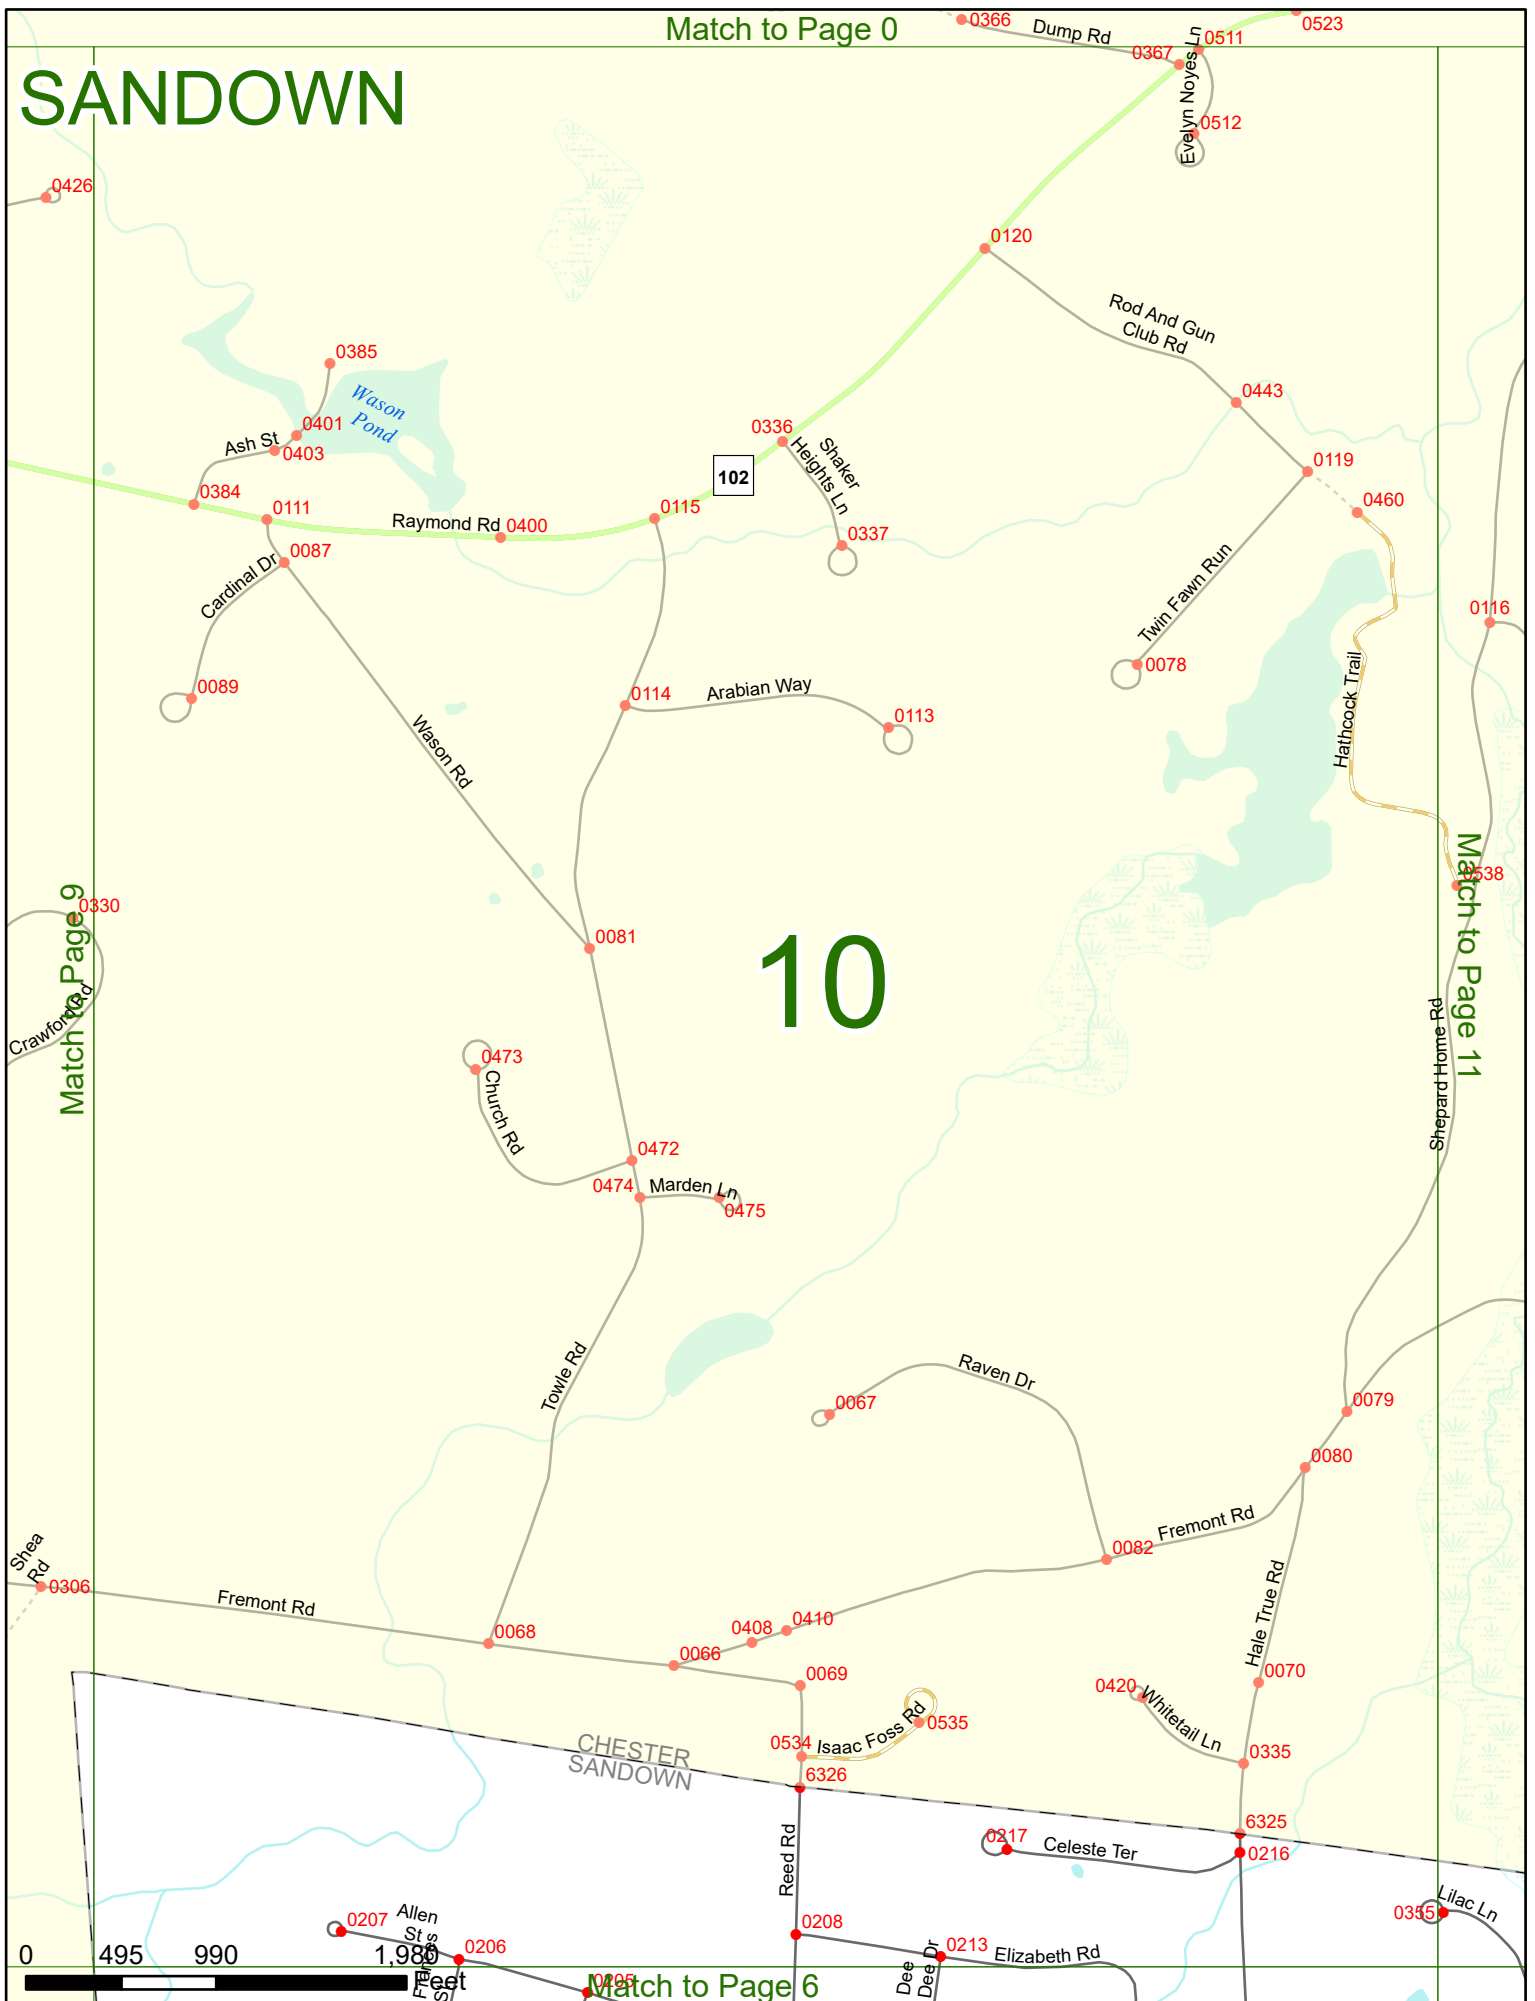 Match to Page 0
0366
Dump Rd
0523
0511
0367
SANDOWN
Evelyn Noyes Ln
0512
0426
0120
Rod And Gun
Club Rd
0385
Wason
Pond
0443
0401
Ash St
0403
0336
Shaker
Heights Ln
102
0119
0384
0111
0460
0115
Raymond Rd
0400
0337
0087
Cardinal Dr
Twin Fawn Run
0116
0078
0089
0114
Arabian Way
0113
Hathcock Trail
Wason Rd
0538
Match to Page 9
0330
Match to Page 11
0081
10
Crawford Rd
Shepard Home Rd
0473
Church Rd
0472
0474
Marden Ln
0475
Towle Rd
Raven Dr
0067
0079
0080
Fremont Rd
0082
Shea
Rd
0306
Fremont Rd
0068
0410
0408
0066
Hale True Rd
0069
0070
0420
Whitetail Ln
Isaac Foss Rd
0535
0534
CHESTER
SANDOWN
0335
6326
6325
0217
Celeste Ter
0216
Reed Rd
Lilac Ln
0355
Allen
St
0207
0208
0206
0213
Elizabeth Rd
Dee
Dee Dr
Frances
St
0 495 990 1,980
Feet
0205
Match to Page 6